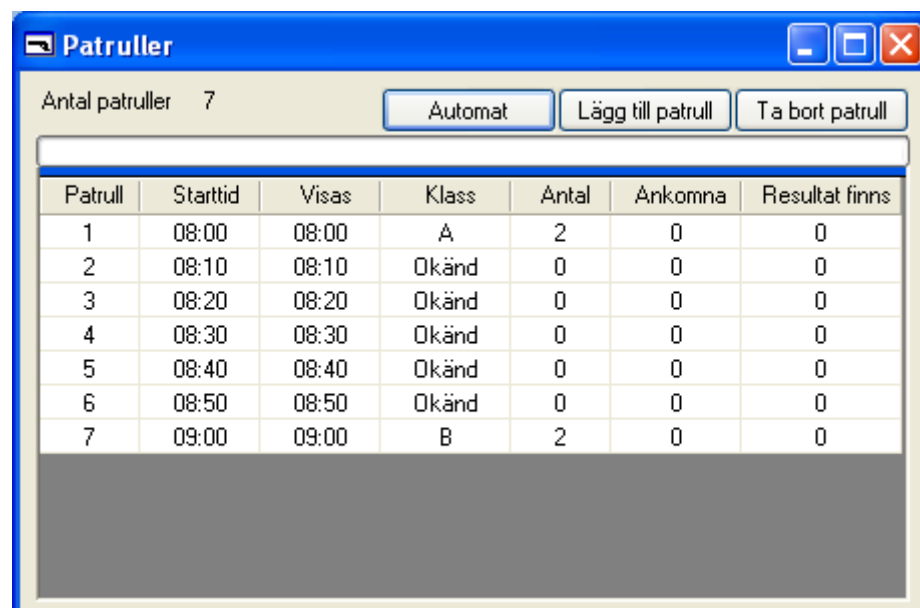 Patruller
Antal patruller 7 Automat Lägg till patrull Ta bort patrull
Patrull Starttid Visas Klass Antal Ankomna Resultat finns
1 08:00 08:00 A 2 0 0
2 08:10 08:10 Okänd 0 0 0
3 08:20 08:20 Okänd 0 0 0
4 08:30 08:30 Okänd 0 0 0
5 08:40 08:40 Okänd 0 0 0
6 08:50 08:50 Okänd 0 0 0
7 09:00 09:00 B 2 0 0